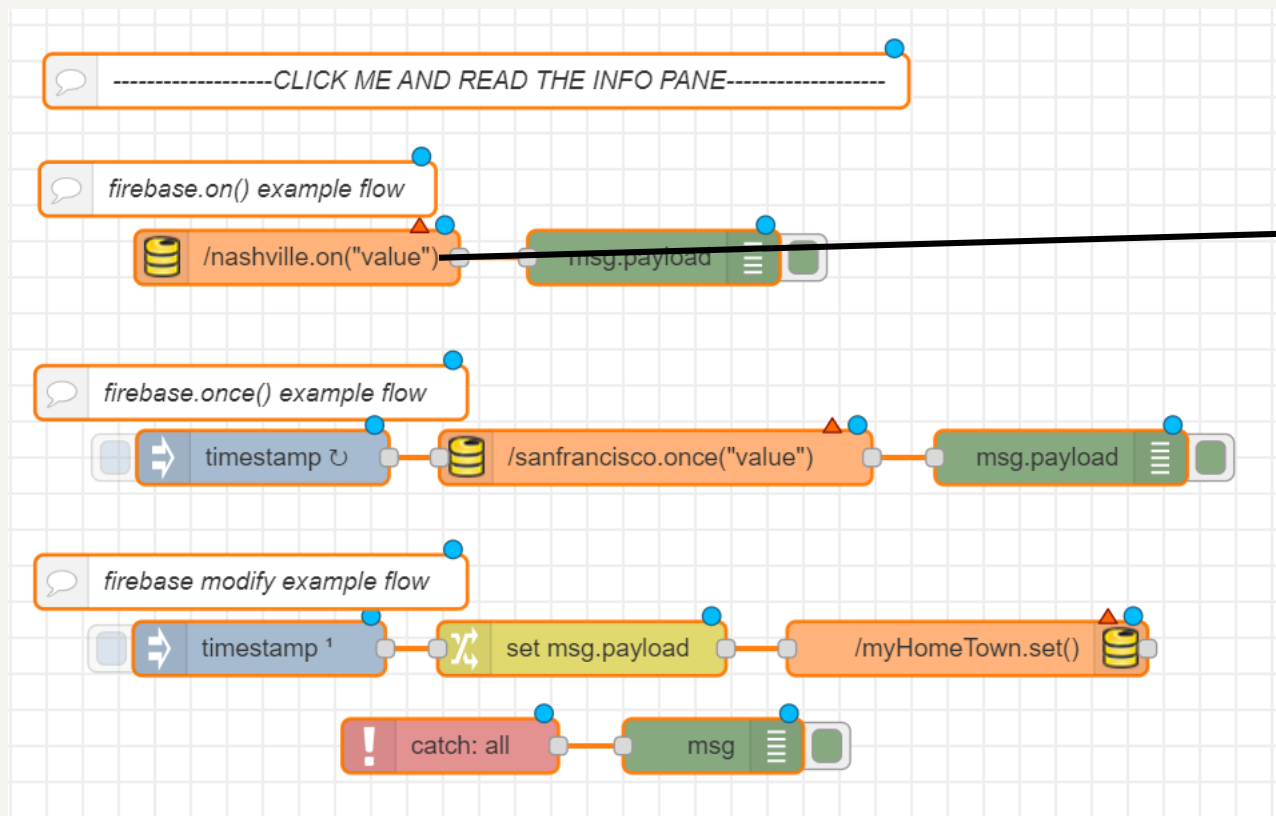 -------------------CLICK ME AND READ THE INFO PANE-------------------
firebase.on() example flow
/nashville.on("value") msg.payload
firebase.once() example flow
timestamp ↻ /sanfrancisco.once("value") msg.payload
firebase modify example flow
timestamp ¹ set msg.payload /myHomeTown.set()
catch: all msg